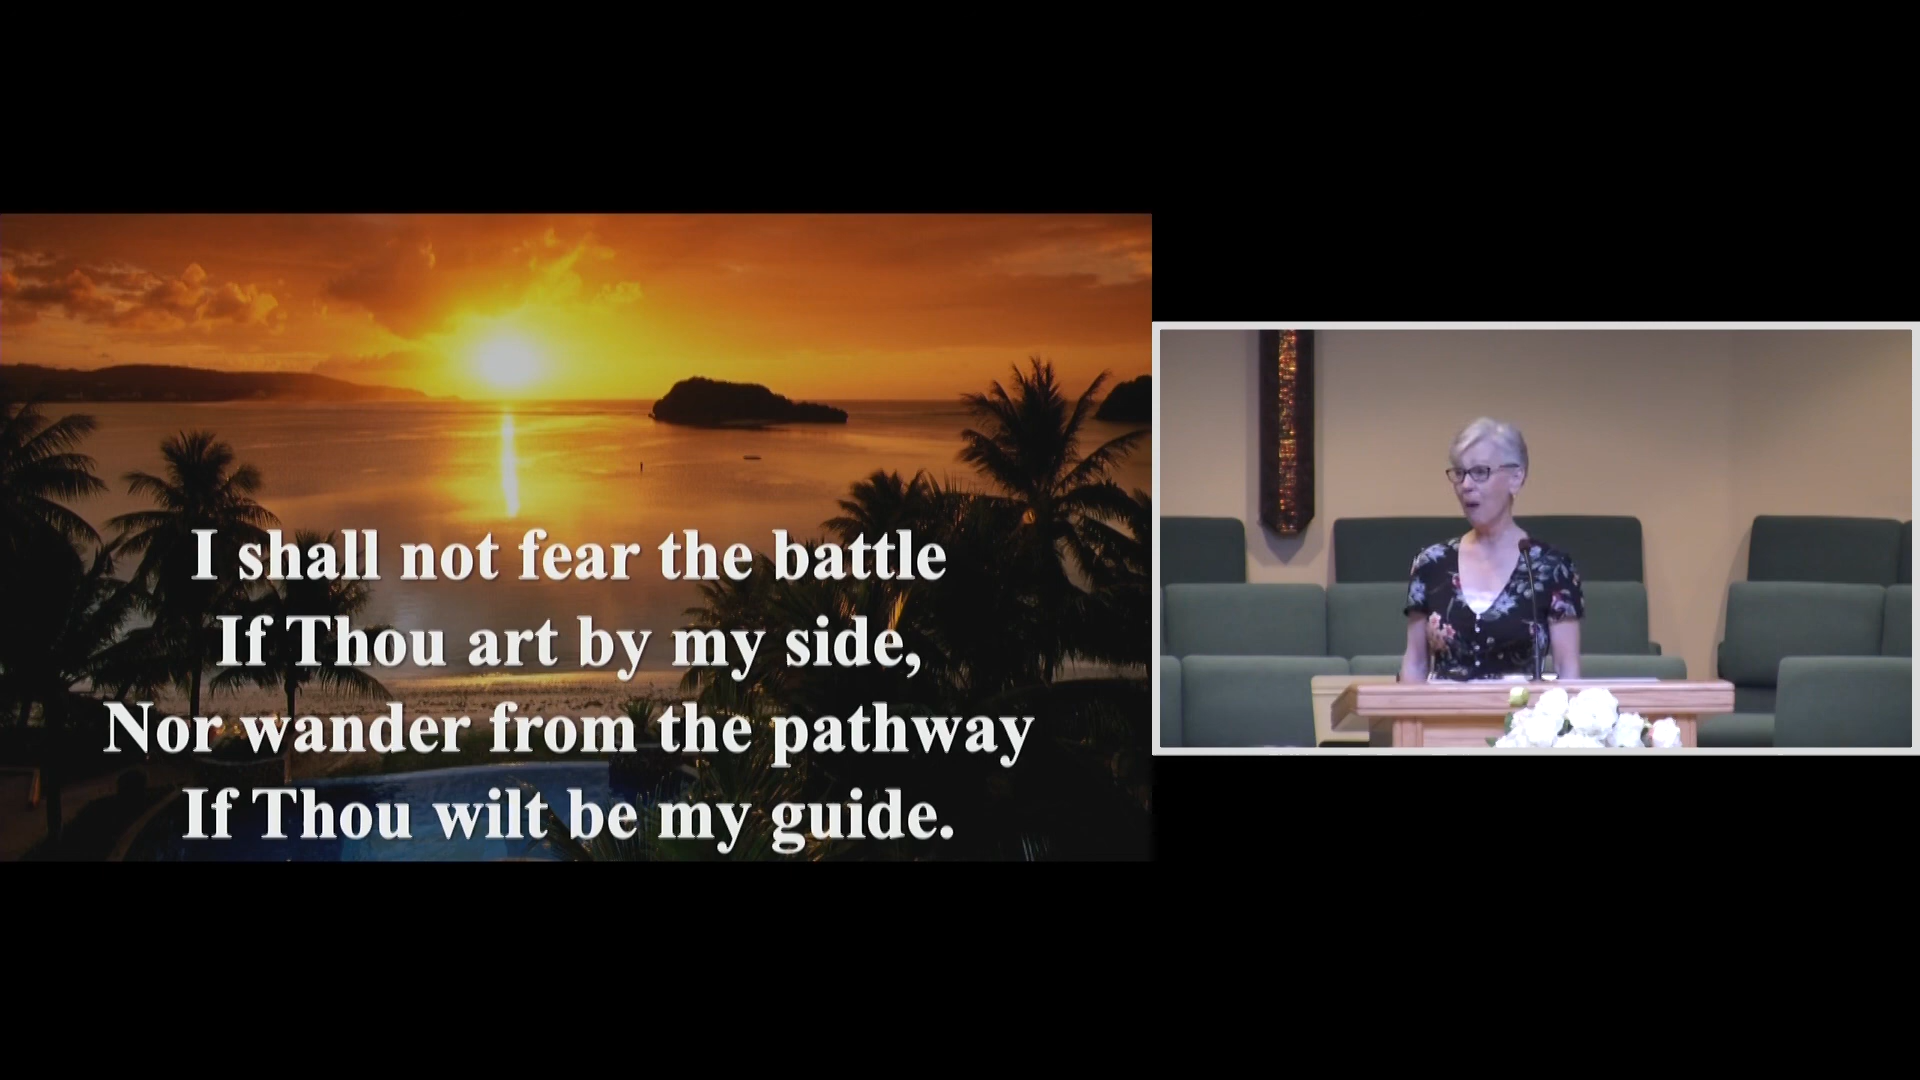 I shall not fear the battle
If Thou art by my side,
Nor wander from the pathway
If Thou wilt be my guide.